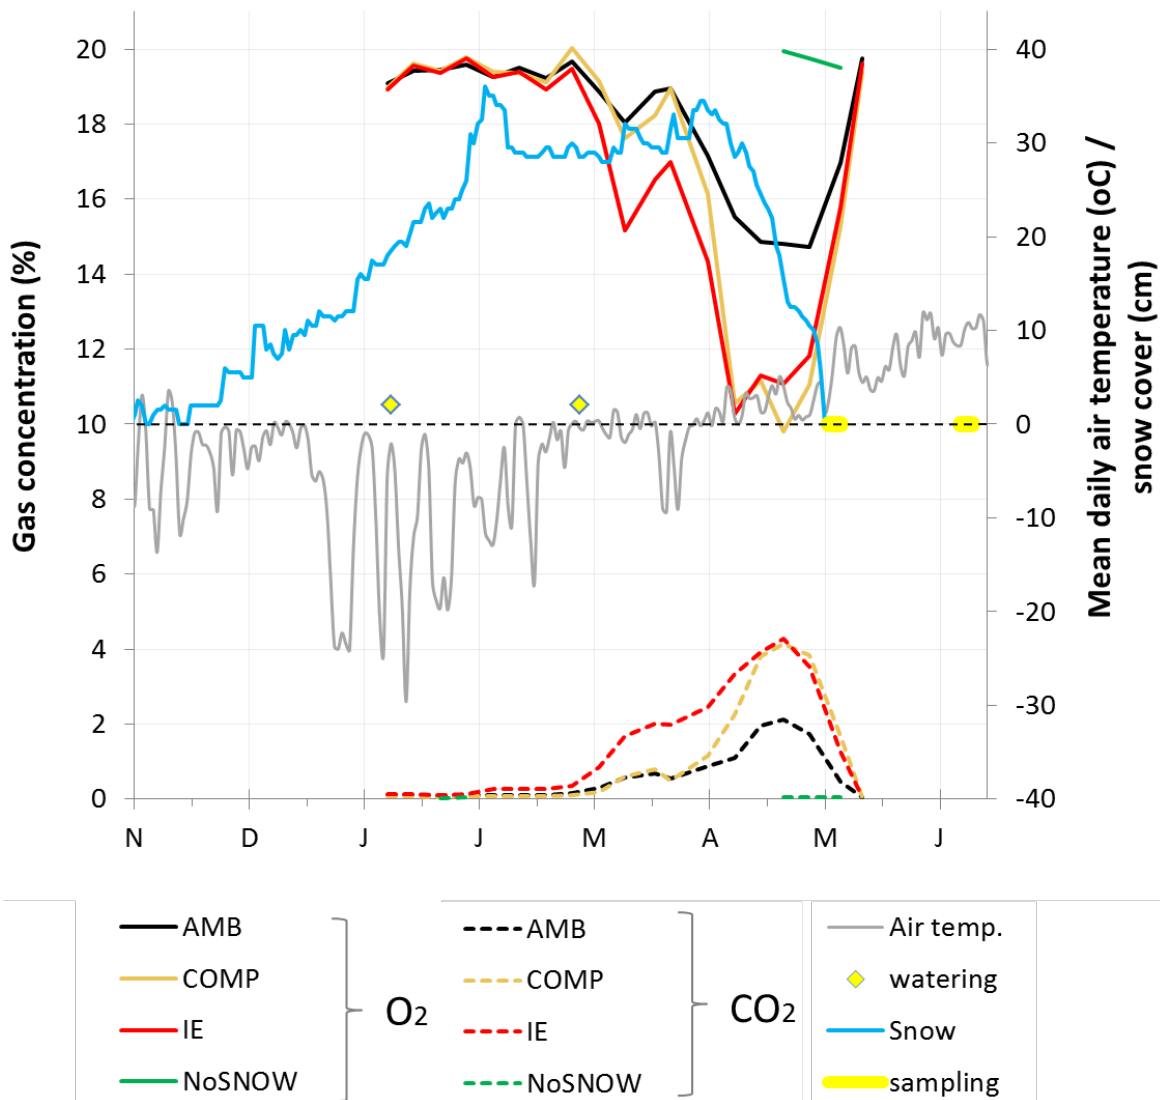 Gas concentration (%)
20
18
16
14
12
10
8
6
4
2
0
40
30
20
10
0
-10
-20
-30
-40
Mean daily air temperature (oC) /
snow cover (cm)
N D J J M A M J
AMB
COMP
IE
NoSNOW
O2
AMB
COMP
IE
NoSNOW
CO2
Air temp.
watering
Snow
sampling